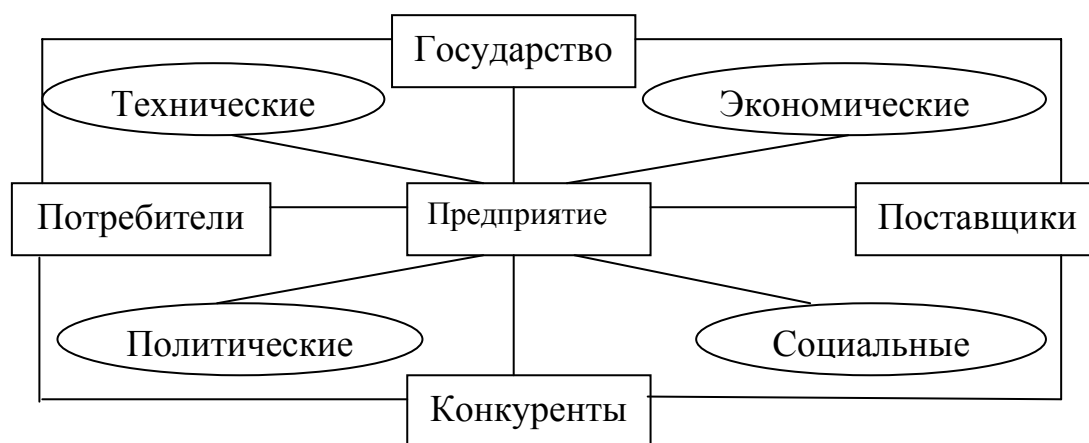 Государство
Технические
Экономические
Потребители
Предприятие
Поставщики
Политические
Социальные
Конкуренты